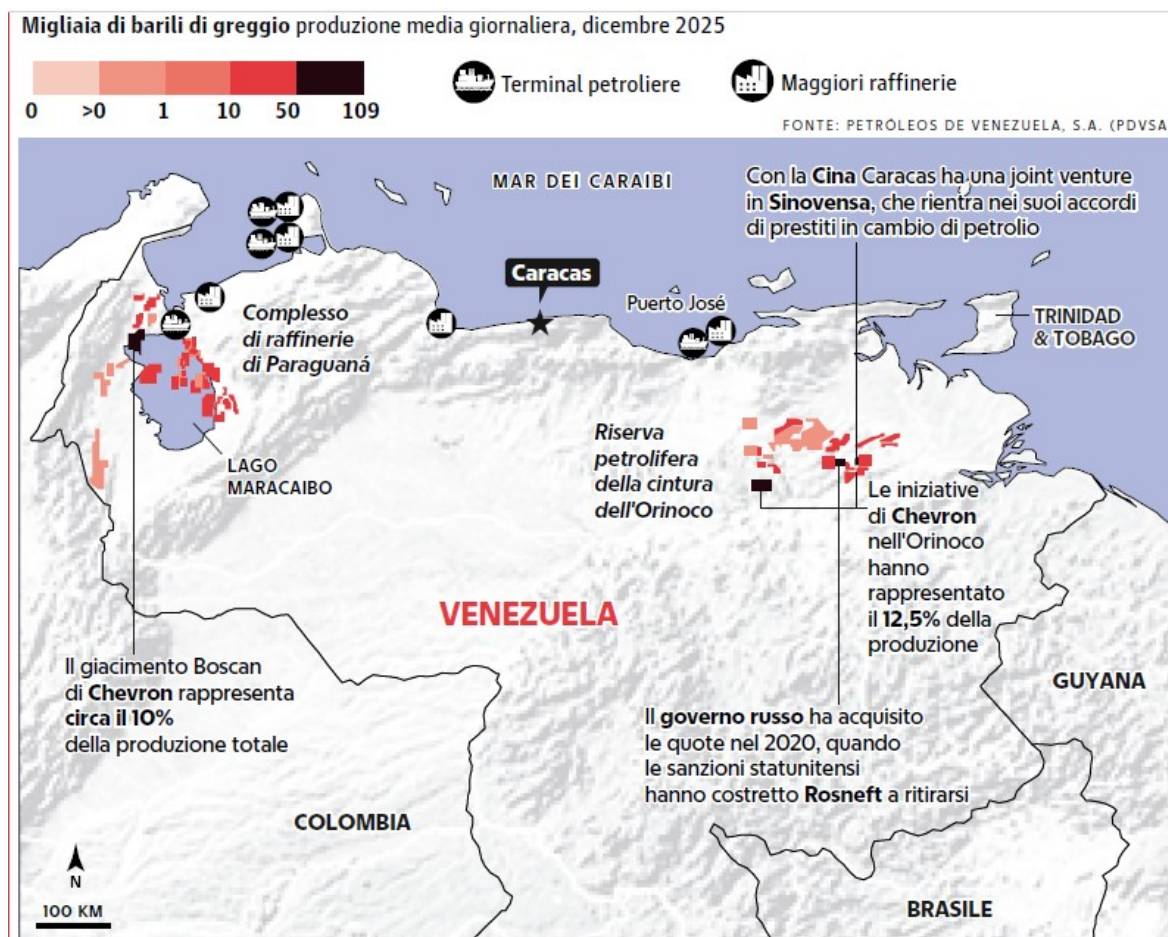 Migliaia di barili di greggio produzione media giornaliera, dicembre 2025
0 >0 1 10 50 109
Terminal petroliere
Maggiori raffinerie
FONTE: PETRÓLEOS DE VENEZUELA, S.A. (PDVSA
MAR DEI CARAIBI
Con la Cina Caracas ha una joint venture
in Sinovensa, che rientra nei suoi accordi
di prestiti in cambio di petrolio
Caracas
Puerto José
TRINIDAD
& TOBAGO
Complesso
di raffinerie
di Paraguaná
LAGO
MARACAIBO
Riserva
petrolifera
della cintura
dell'Orinoco
Le iniziative
di Chevron
nell'Orinoco
hanno
rappresentato
il 12,5% della
produzione
VENEZUELA
Il giacimento Boscan
di Chevron rappresenta
circa il 10%
della produzione totale
Il governo russo ha acquisito
le quote nel 2020, quando
le sanzioni statunitensi
hanno costretto Rosneft a ritirarsi
GUYANA
COLOMBIA
BRASILE
N
100 KM